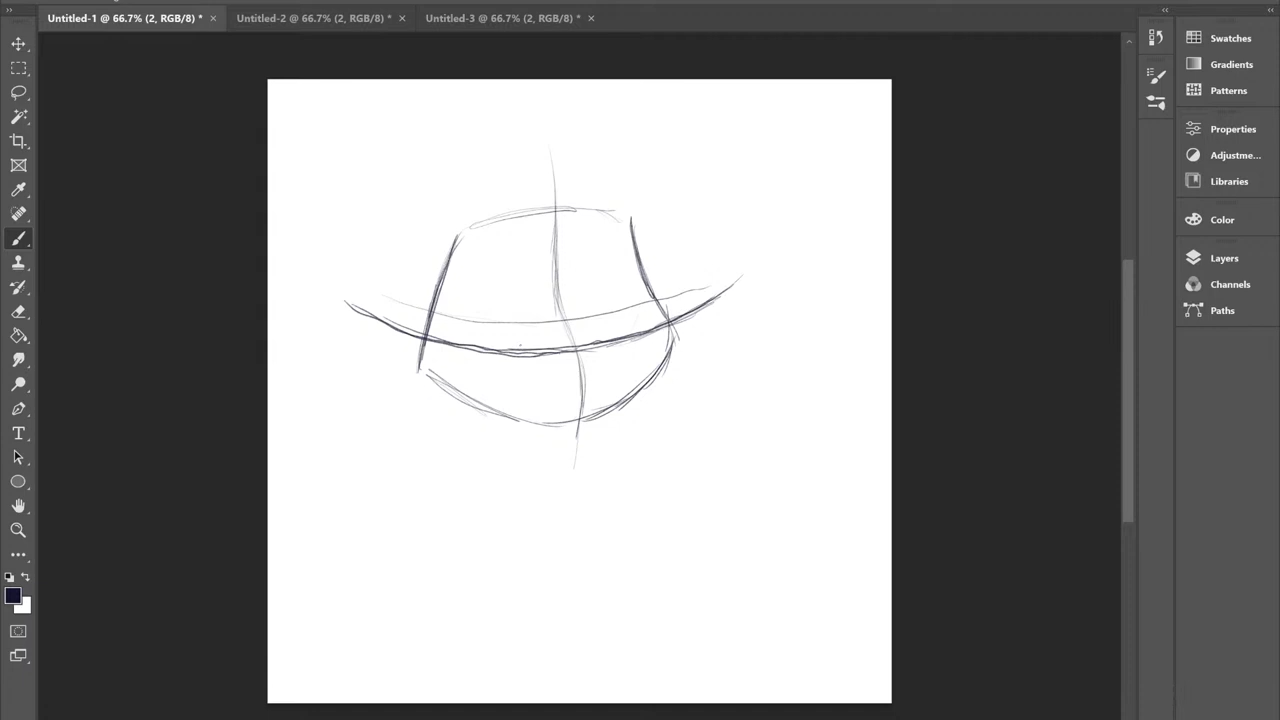 Untitled-1 @ 66.7% (2, RGB/8) *
Untitled-2 @ 66.7% (2, RGB/8) *
Untitled-3 @ 66.7% (2, RGB/8) *
Swatches
Gradients
Patterns
Properties
Adjustme...
Libraries
Color
Layers
Channels
Paths